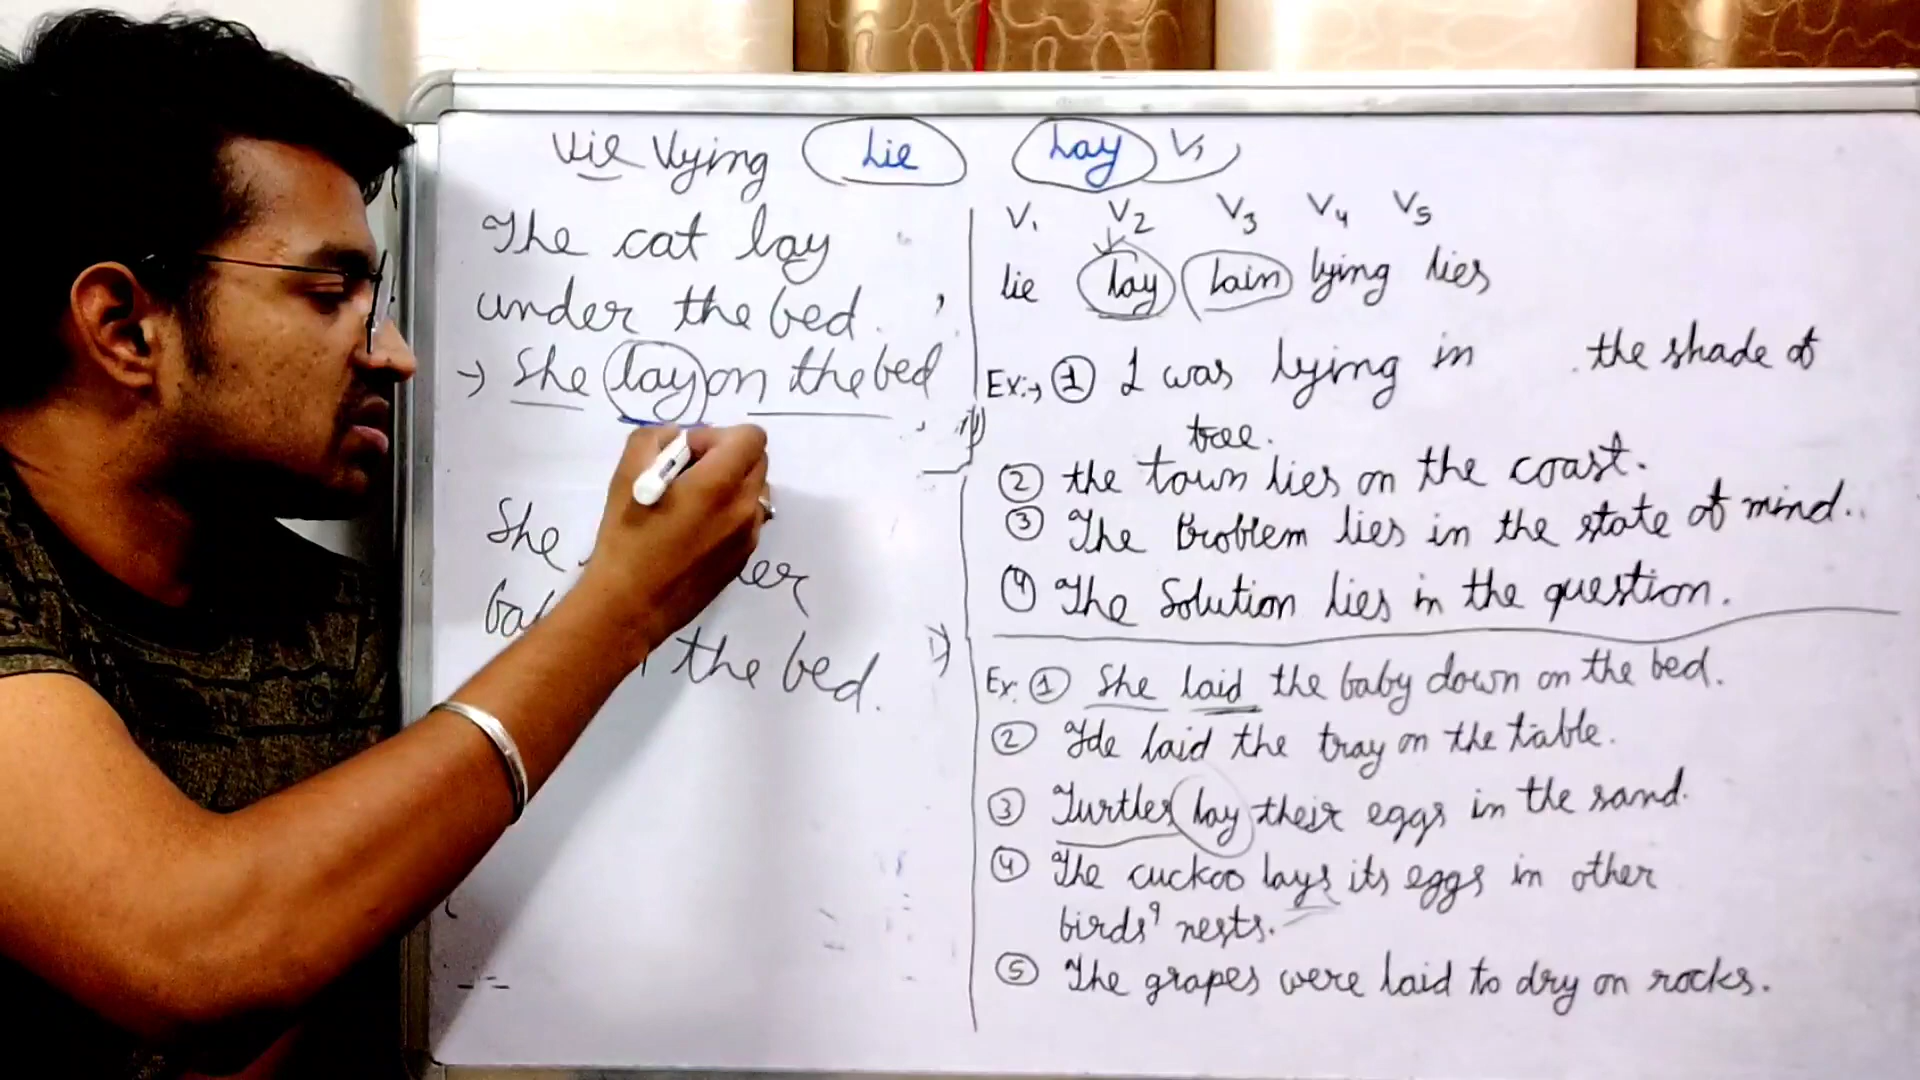 Vie Vying Lie Lay V1
The cat lay
under the bed.
→ She lay on the bed
She her
the bed.
V1 V2 V3 V4 V5
lie lay lain lying lies
Ex:→ ① I was lying in the shade of
tree.
② the town lies on the coast.
③ The Problem lies in the state of mind..
④ The Solution lies in the question.
Ex. ① She laid the baby down on the bed.
② He laid the tray on the table.
③ Turtles lay their eggs in the sand.
④ The cuckoo lays its eggs in other
birds' nests.
⑤ The grapes were laid to dry on rocks.